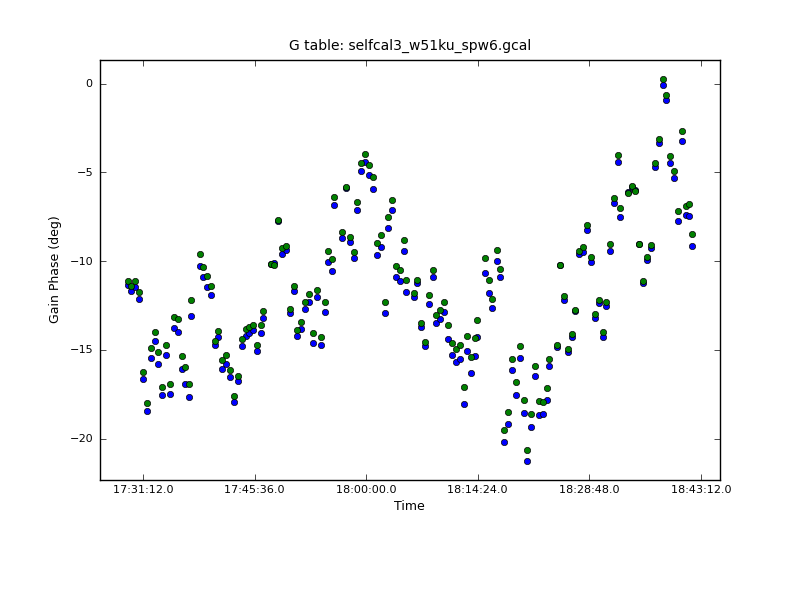 G table: selfcal3_w51ku_spw6.gcal
Gain Phase (deg)
0
−5
−10
−15
−20
17:31:12.0 17:45:36.0 18:00:00.0 18:14:24.0 18:28:48.0 18:43:12.0
Time